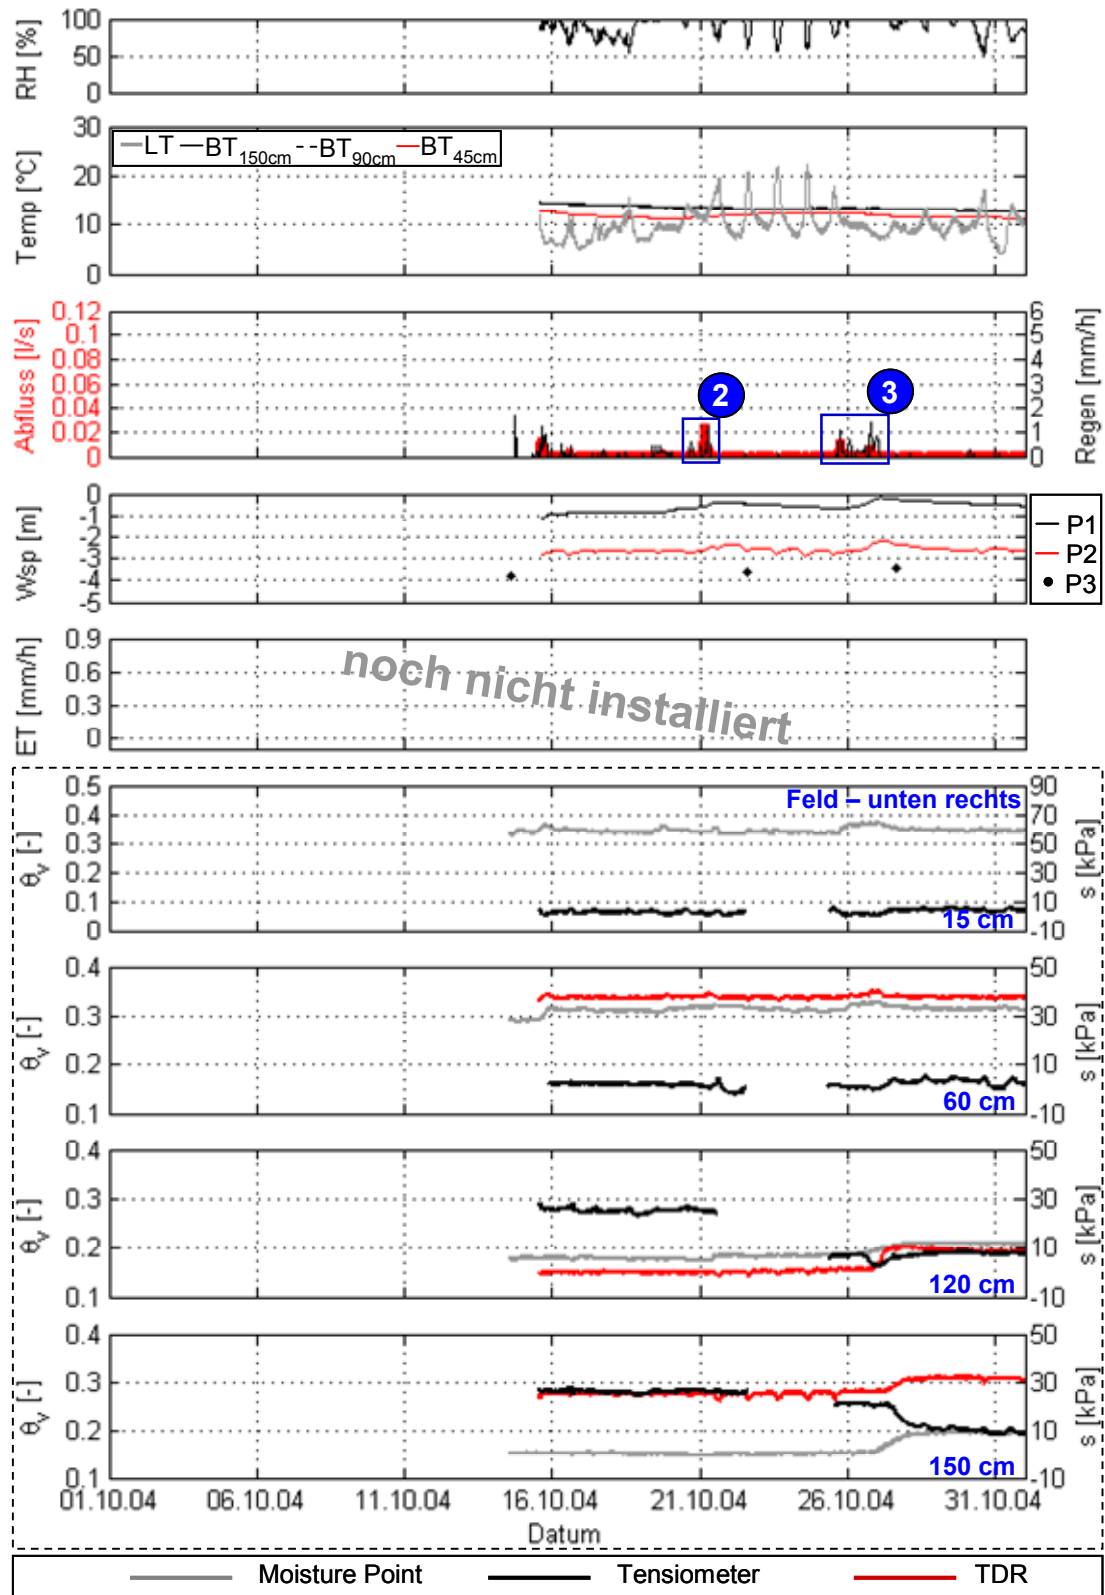 RH [%]
100
50
0
Temp [°C]
30
20
10
0
LT BT150cm BT90cm BT45cm
Abfluss [l/s]
0.12
0.1
0.08
0.06
0.04
0.02
0
2
3
6
5
4
3
2
1
0
Regen [mm/h]
Wsp [m]
0
-1
-2
-3
-4
-5
P1
P2
P3
ET [mm/h]
0.9
0.6
0.3
0
noch nicht installiert
θv [-]
0.5
0.4
0.3
0.2
0.1
0
Feld – unten rechts
15 cm
90
70
50
30
10
-10
s [kPa]
θv [-]
0.4
0.3
0.2
0.1
60 cm
50
30
10
-10
s [kPa]
θv [-]
0.4
0.3
0.2
0.1
120 cm
50
30
10
-10
s [kPa]
θv [-]
0.4
0.3
0.2
0.1
150 cm
50
30
10
-10
s [kPa]
01.10.04 06.10.04 11.10.04 16.10.04 21.10.04 26.10.04 31.10.04
Datum
Moisture Point Tensiometer TDR